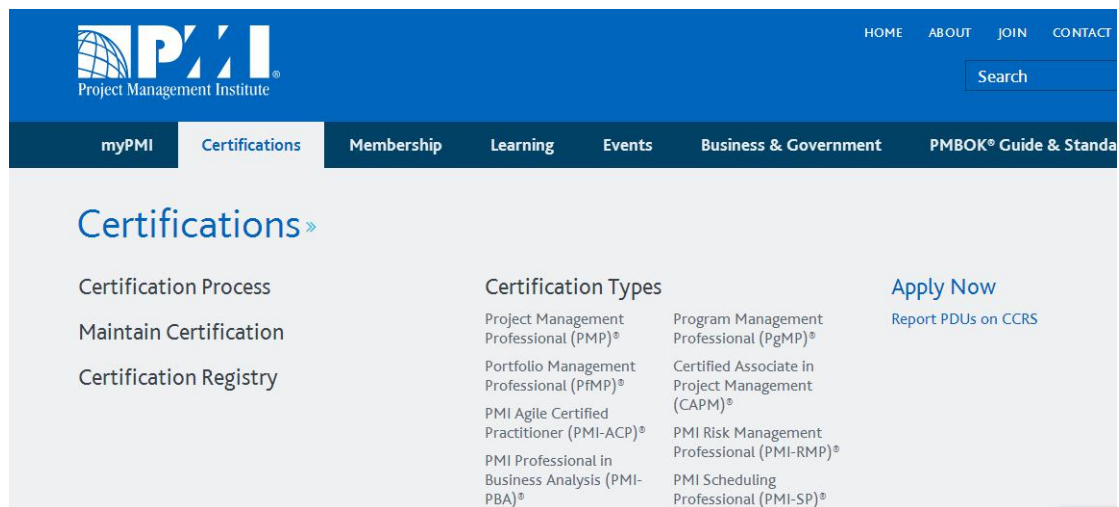 PMI®
Project Management Institute
HOME ABOUT JOIN CONTACT
Search
myPMI Certifications Membership Learning Events Business & Government PMBOK® Guide & Standa
Certifications »
Certification Process
Maintain Certification
Certification Registry
Certification Types
Project Management
Professional (PMP)®
Portfolio Management
Professional (PfMP)®
PMI Agile Certified
Practitioner (PMI-ACP)®
PMI Professional in
Business Analysis (PMI-
PBA)®
Program Management
Professional (PgMP)®
Certified Associate in
Project Management
(CAPM)®
PMI Risk Management
Professional (PMI-RMP)®
PMI Scheduling
Professional (PMI-SP)®
Apply Now
Report PDUs on CCRS